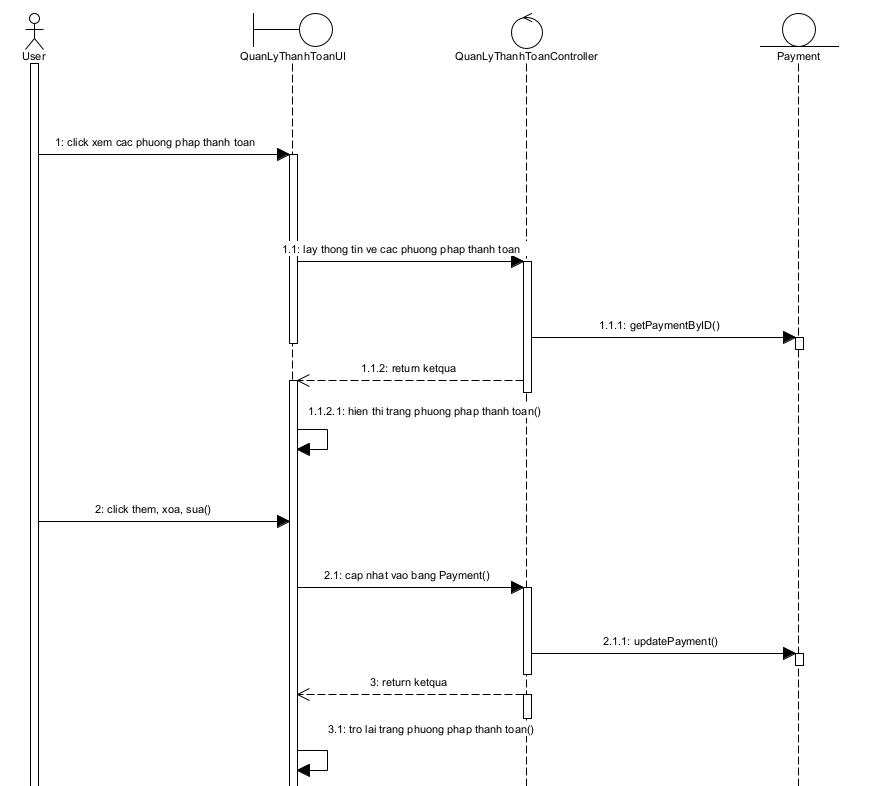 User
QuanLyThanhToanUI
QuanLyThanhToanController
Payment
1: click xem cac phuong phap thanh toan
1.1: lay thong tin ve cac phuong phap thanh toan
1.1.1: getPaymentByID()
1.1.2: return ketqua
1.1.2.1: hien thi trang phuong phap thanh toan()
2: click them, xoa, sua()
2.1: cap nhat vao bang Payment()
2.1.1: updatePayment()
3: return ketqua
3.1: tro lai trang phuong phap thanh toan()